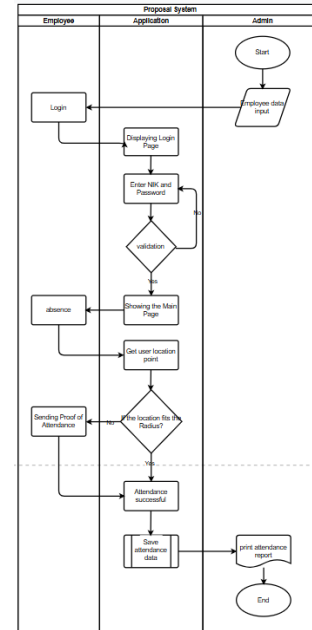 Proposal System
Employee
Application
Admin
Start
Login
Employee data
input
Displaying Login
Page
Enter NIK and
Password
No
validation
Yes
absence
Showing the Main
Page
Get user location
point
Sending Proof of
Attendance
No
If the location fits the
Radius?
Yes
Attendance
successful
Save
attendance
data
print attendance
report
End